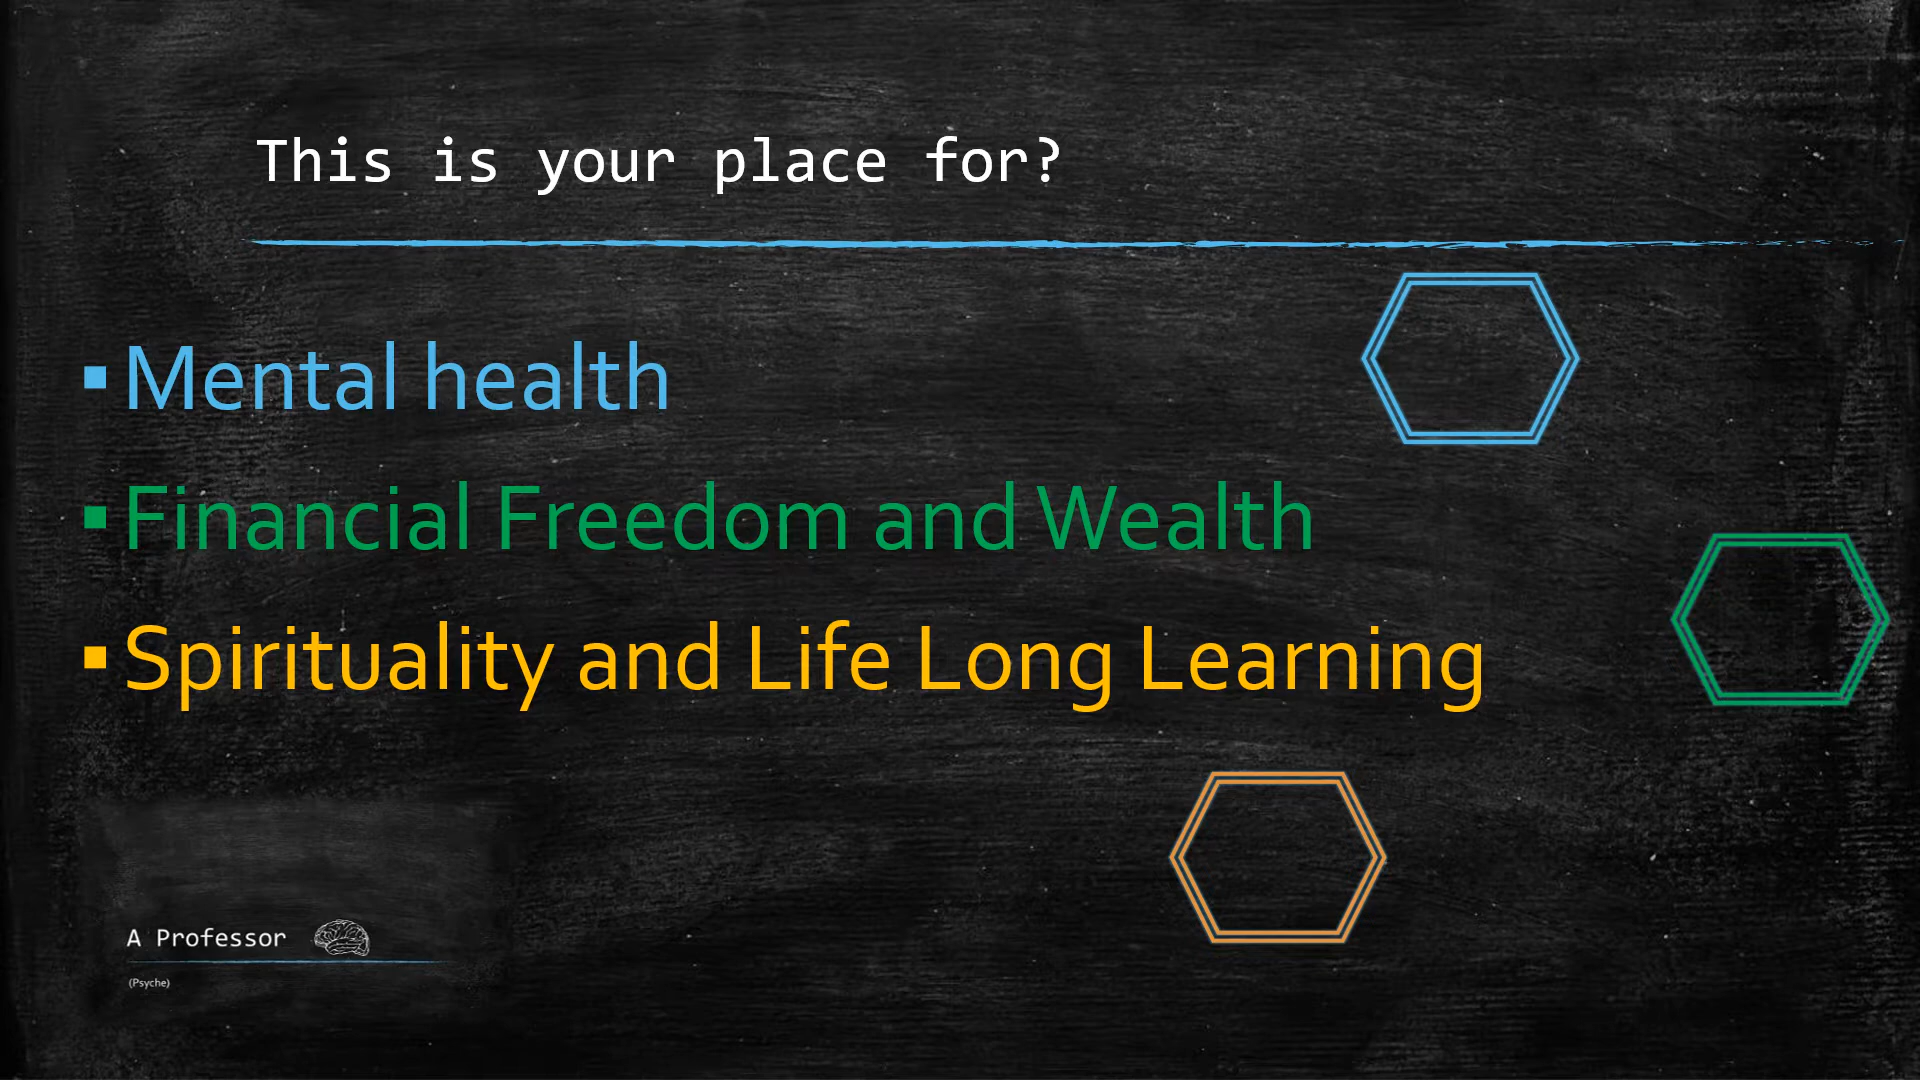 This is your place for?
▪ Mental health
▪ Financial Freedom and Wealth
▪ Spirituality and Life Long Learning
A Professor
(Psyche)